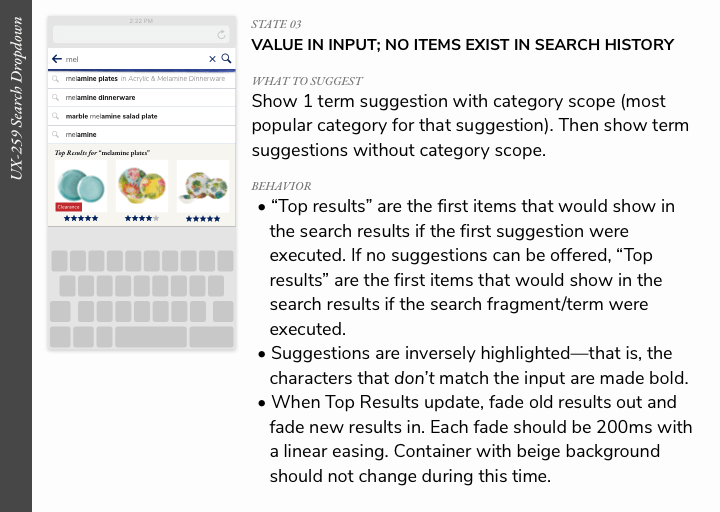 UX-259 Search Dropdown
2:22 PM
mel
melamine plates in Acrylic & Melamine Dinnerware
melamine dinnerware
marble melamine salad plate
melamine
Top Results for “melamine plates”
Clearance
STATE 03
VALUE IN INPUT; NO ITEMS EXIST IN SEARCH HISTORY
WHAT TO SUGGEST
Show 1 term suggestion with category scope (most
popular category for that suggestion). Then show term
suggestions without category scope.
BEHAVIOR
• “Top results” are the first items that would show in
the search results if the first suggestion were
executed. If no suggestions can be offered, “Top
results” are the first items that would show in the
search results if the search fragment/term were
executed.
• Suggestions are inversely highlighted—that is, the
characters that don’t match the input are made bold.
• When Top Results update, fade old results out and
fade new results in. Each fade should be 200ms with
a linear easing. Container with beige background
should not change during this time.